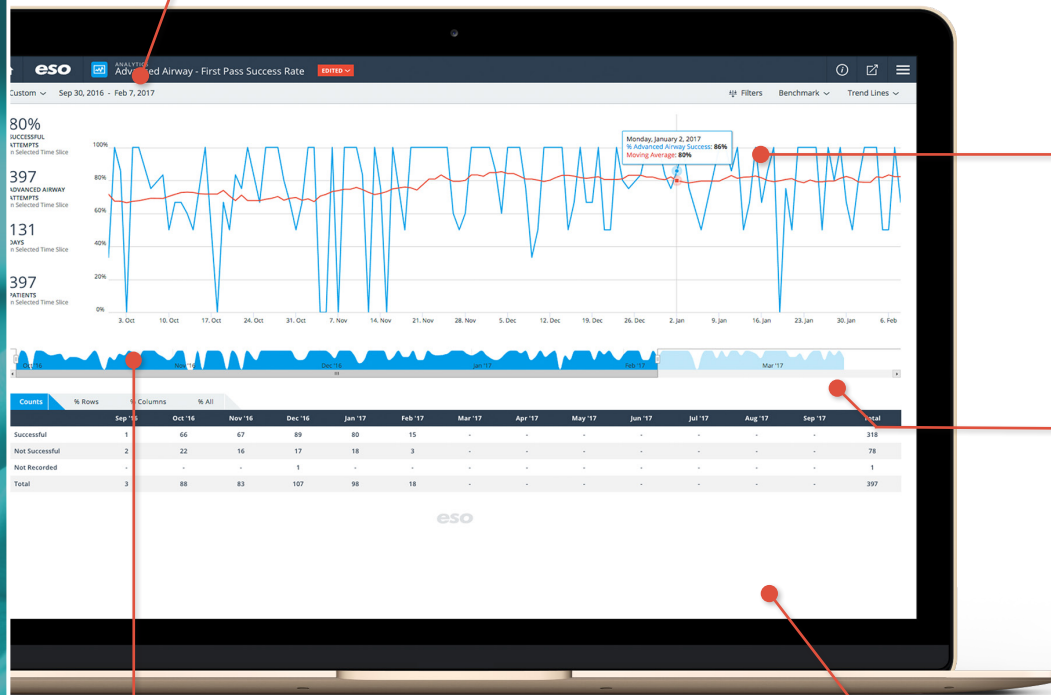 eso
ANALYTICS
Advanced Airway - First Pass Success Rate EDITED
Custom Sep 30, 2016 - Feb 7, 2017 Filters Benchmark Trend Lines
80%
SUCCESSFUL
ATTEMPTS
In Selected Time Slice
397
ADVANCED AIRWAY
ATTEMPTS
In Selected Time Slice
131
DAYS
In Selected Time Slice
397
PATIENTS
In Selected Time Slice
100%
80%
60%
40%
20%
0%
Monday, January 2, 2017
% Advanced Airway Success: 86%
Moving Average: 80%
3. Oct 10. Oct 17. Oct 24. Oct 31. Oct 7. Nov 14. Nov 21. Nov 28. Nov 5. Dec 12. Dec 19. Dec 26. Dec 2. Jan 9. Jan 16. Jan 23. Jan 30. Jan 6. Feb
Oct '16 Nov '16 Dec '16 Jan '17 Feb '17 Mar '17
Counts % Rows % Columns % All
Sep '16 Oct '16 Nov '16 Dec '16 Jan '17 Feb '17 Mar '17 Apr '17 May '17 Jun '17 Jul '17 Aug '17 Sep '17 Total
Successful 1 66 67 89 80 15 - - - - - - - 318
Not Successful 2 22 16 17 18 3 - - - - - - - 78
Not Recorded - - - 1 - - - - - - - - - 1
Total 3 88 83 107 98 18 - - - - - - - 397
eso